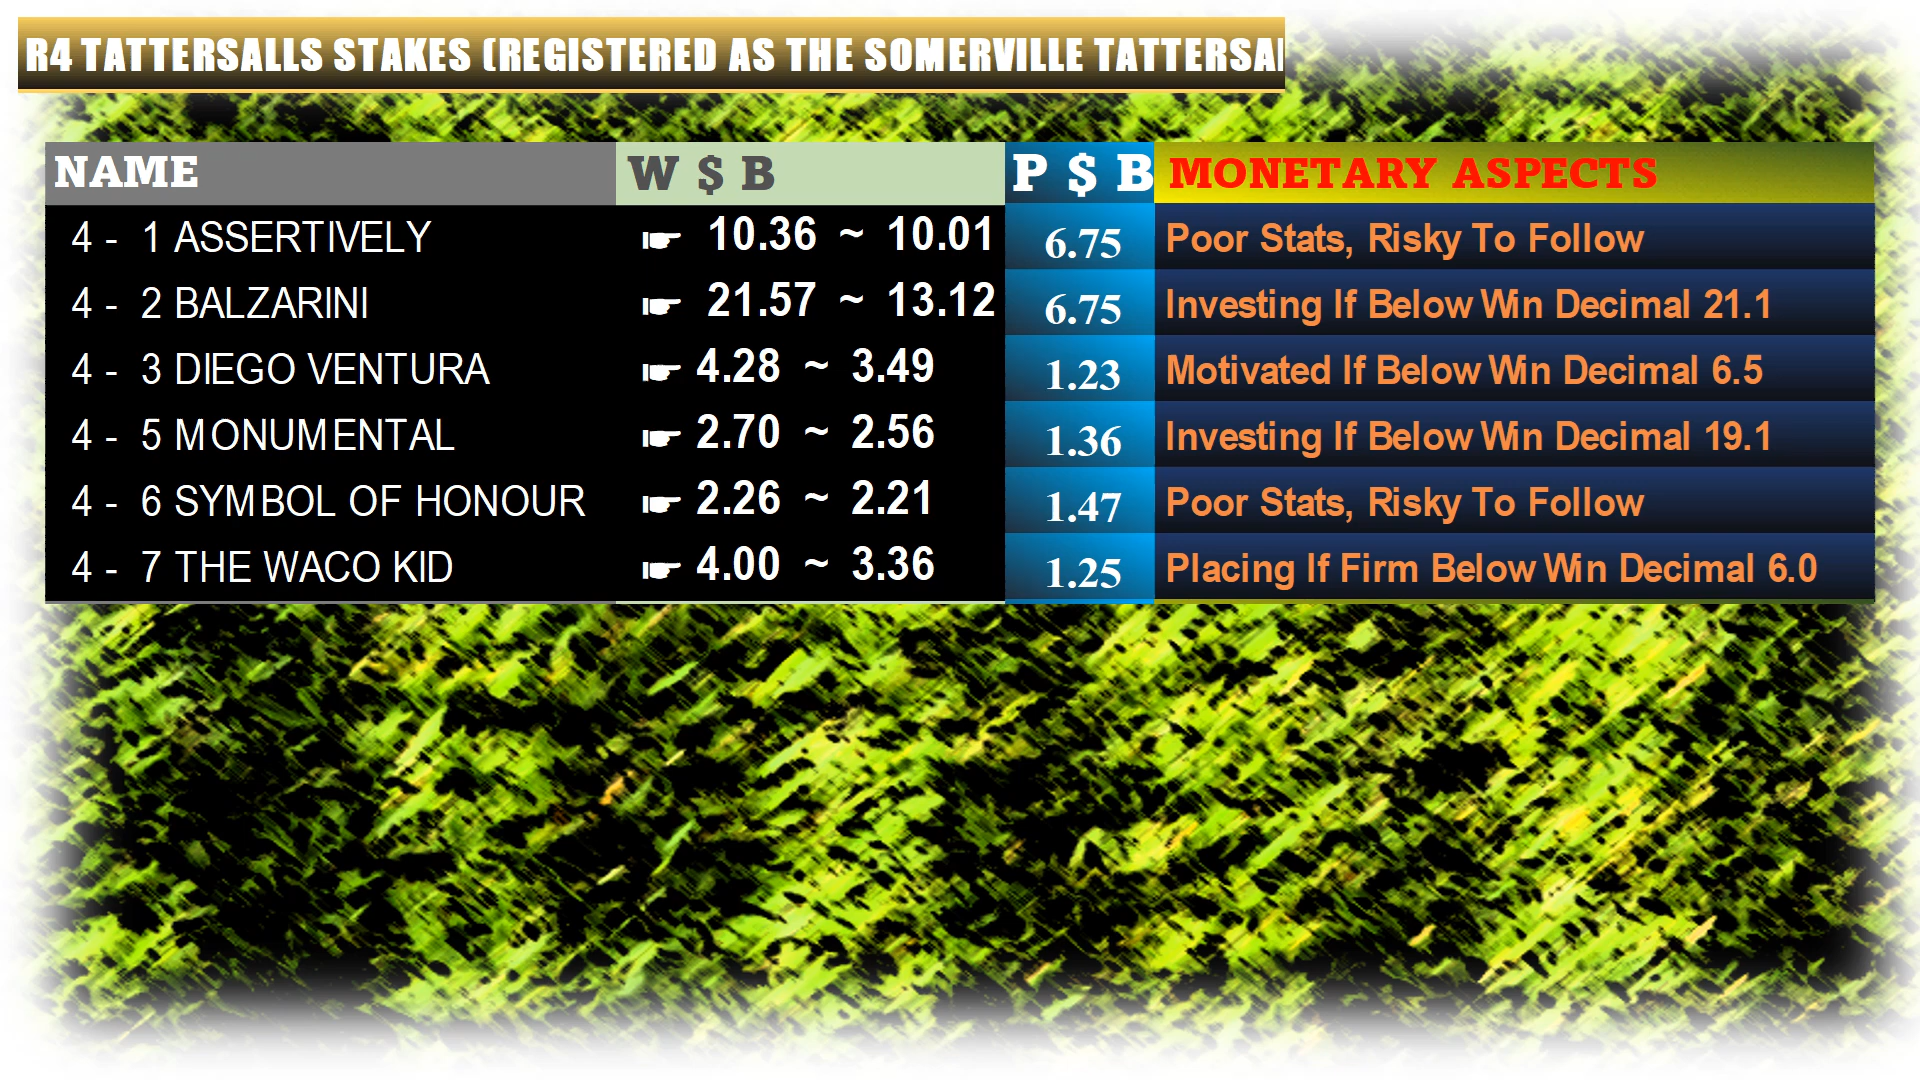 R4 TATTERSALLS STAKES (REGISTERED AS THE SOMERVILLE
NAME W $ B P $ B MONETARY ASPECTS
4 - 1 ASSERTIVELY ☛ 10.36 ~ 10.01 6.75 Poor Stats, Risky To Follow
4 - 2 BALZARINI ☛ 21.57 ~ 13.12 6.75 Investing If Below Win Decimal 21.1
4 - 3 DIEGO VENTURA ☛ 4.28 ~ 3.49 1.23 Motivated If Below Win Decimal 6.5
4 - 5 MONUMENTAL ☛ 2.70 ~ 2.56 1.36 Investing If Below Win Decimal 19.1
4 - 6 SYMBOL OF HONOUR ☛ 2.26 ~ 2.21 1.47 Poor Stats, Risky To Follow
4 - 7 THE WACO KID ☛ 4.00 ~ 3.36 1.25 Placing If Firm Below Win Decimal 6.0